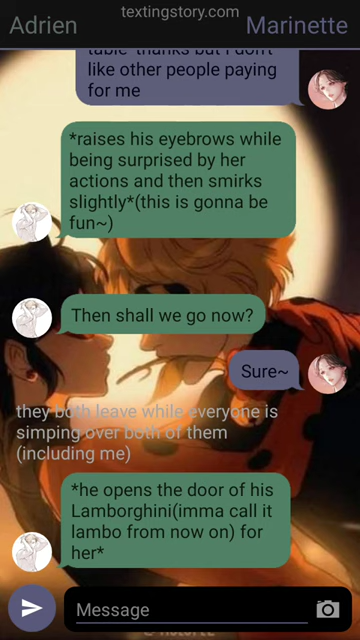 textingstory.com
Adrien
Marinette
table* thanks but I don't
like other people paying
for me
*raises his eyebrows while
being surprised by her
actions and then smirks
slightly*(this is gonna be
fun~)
Then shall we go now?
Sure~
they both leave while everyone is
simping over both of them
(including me)
*he opens the door of his
Lamborghini(imma call it
lambo from now on) for
her*
Message